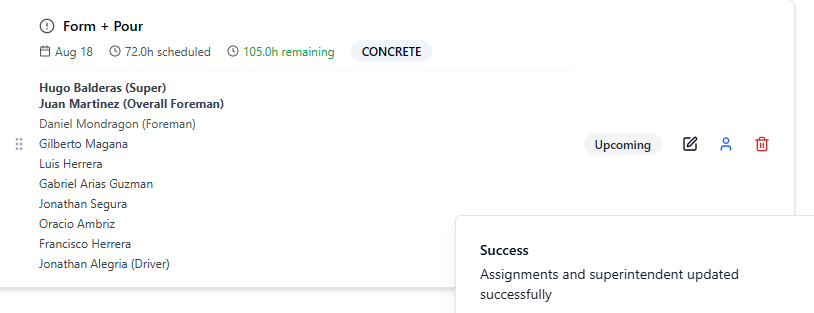 Form + Pour
Aug 18 72.0h scheduled 105.0h remaining CONCRETE
Hugo Balderas (Super)
Juan Martinez (Overall Foreman)
Daniel Mondragon (Foreman)
Gilberto Magana
Luis Herrera
Gabriel Arias Guzman
Jonathan Segura
Oracio Ambriz
Francisco Herrera
Jonathan Alegria (Driver)
Upcoming
Success
Assignments and superintendent updated
successfully